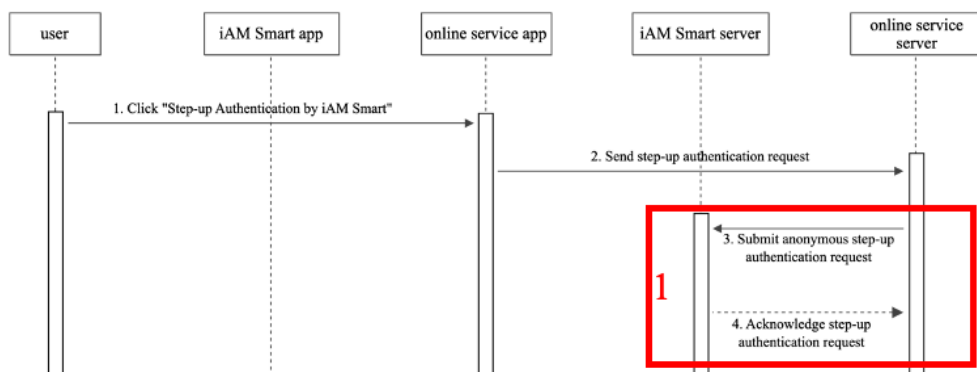 user
iAM Smart app
online service app
iAM Smart server
online service
server
1. Click "Step-up Authentication by iAM Smart"
2. Send step-up authentication request
3. Submit anonymous step-up
authentication request
1
4. Acknowledge step-up
authentication request